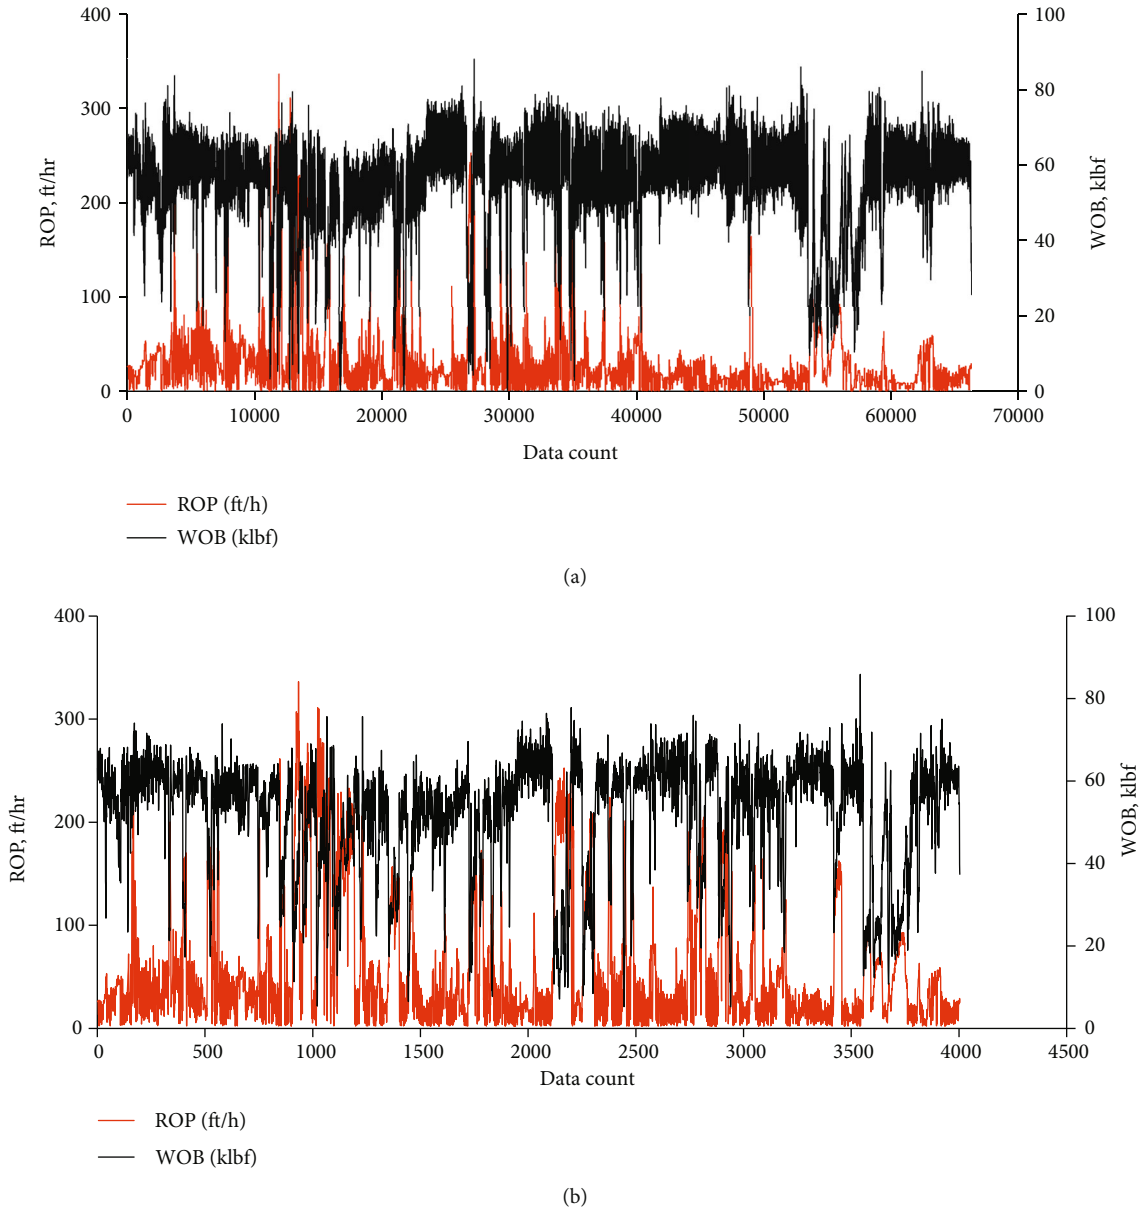 400
300
200
100
0
ROP, ft/hr
100
80
60
40
20
0
WOB, klbf
0 10000 20000 30000 40000 50000 60000 70000
Data count
ROP (ft/h)
WOB (klbf)
(a)
400
300
200
100
0
ROP, ft/hr
100
80
60
40
20
0
WOB, klbf
0 500 1000 1500 2000 2500 3000 3500 4000 4500
Data count
ROP (ft/h)
WOB (klbf)
(b)